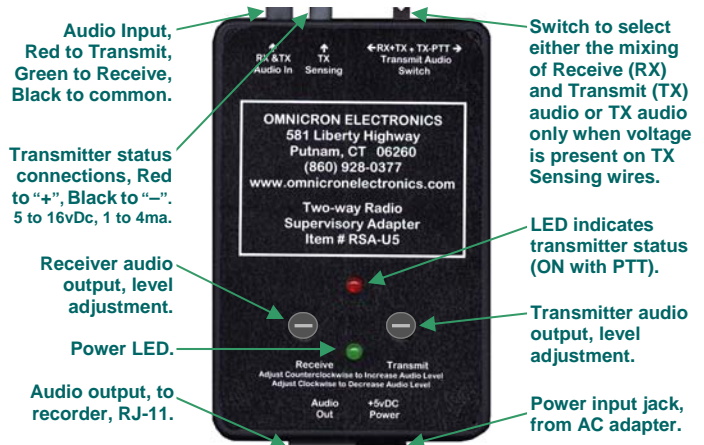 Audio Input,
Red to Transmit,
Green to Receive,
Black to common.
Transmitter status
connections, Red
to “+”, Black to “–”.
5 to 16vDc, 1 to 4ma.
Receiver audio
output, level
adjustment.
Power LED.
Audio output, to
recorder, RJ-11.
RX &TX
Audio In
TX
Sensing
←RX+TX + TX-PTT →
Transmit Audio
Switch
OMNICRON ELECTRONICS
581 Liberty Highway
Putnam, CT 06260
(860) 928-0377
www.omnicronelectronics.com
Two-way Radio
Supervisory Adapter
Item # RSA-U5
Receive Transmit
Adjust Counterclockwise to Increase Audio Level
Adjust Clockwise to Decrease Audio Level
Audio
Out
+5vDC
Power
Switch to select
either the mixing
of Receive (RX)
and Transmit (TX)
audio or TX audio
only when voltage
is present on TX
Sensing wires.
LED indicates
transmitter status
(ON with PTT).
Transmitter audio
output, level
adjustment.
Power input jack,
from AC adapter.